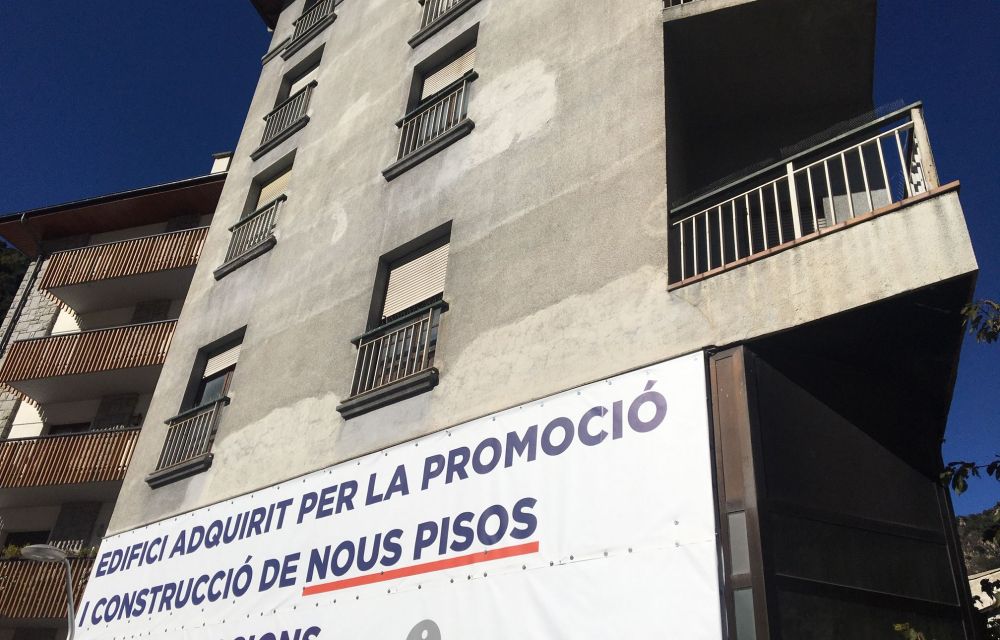 EDIFICI ADQUIRIT PER LA PROMOCIÓ
I CONSTRUCCIÓ DE NOUS PISOS